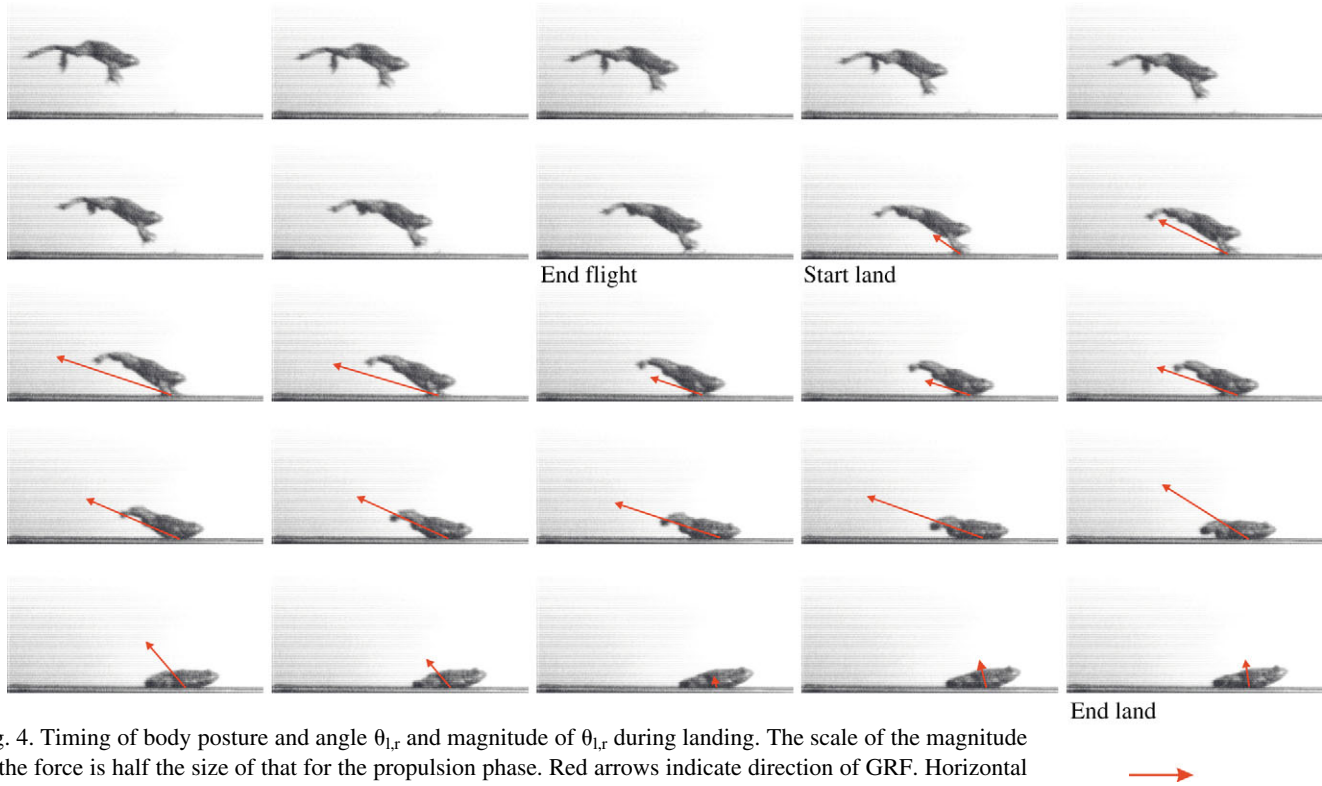 End flight
Start land
End land
g. 4. Timing of body posture and angle θl,r and magnitude of θl,r during landing. The scale of the magnitude
the force is half the size of that for the propulsion phase. Red arrows indicate direction of GRF. Horizontal